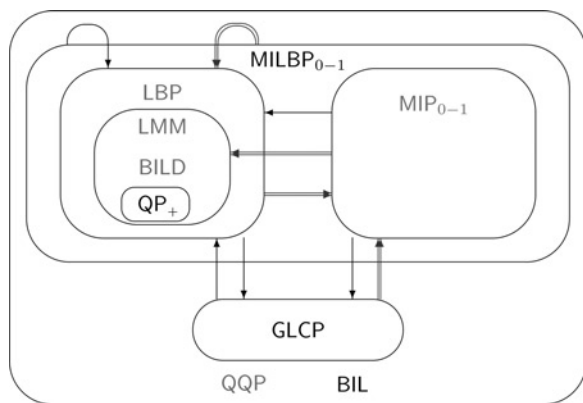 MILBP₀₋₁
LBP
MIP₀₋₁
LMM
BILD
QP₊
GLCP
QQP BIL